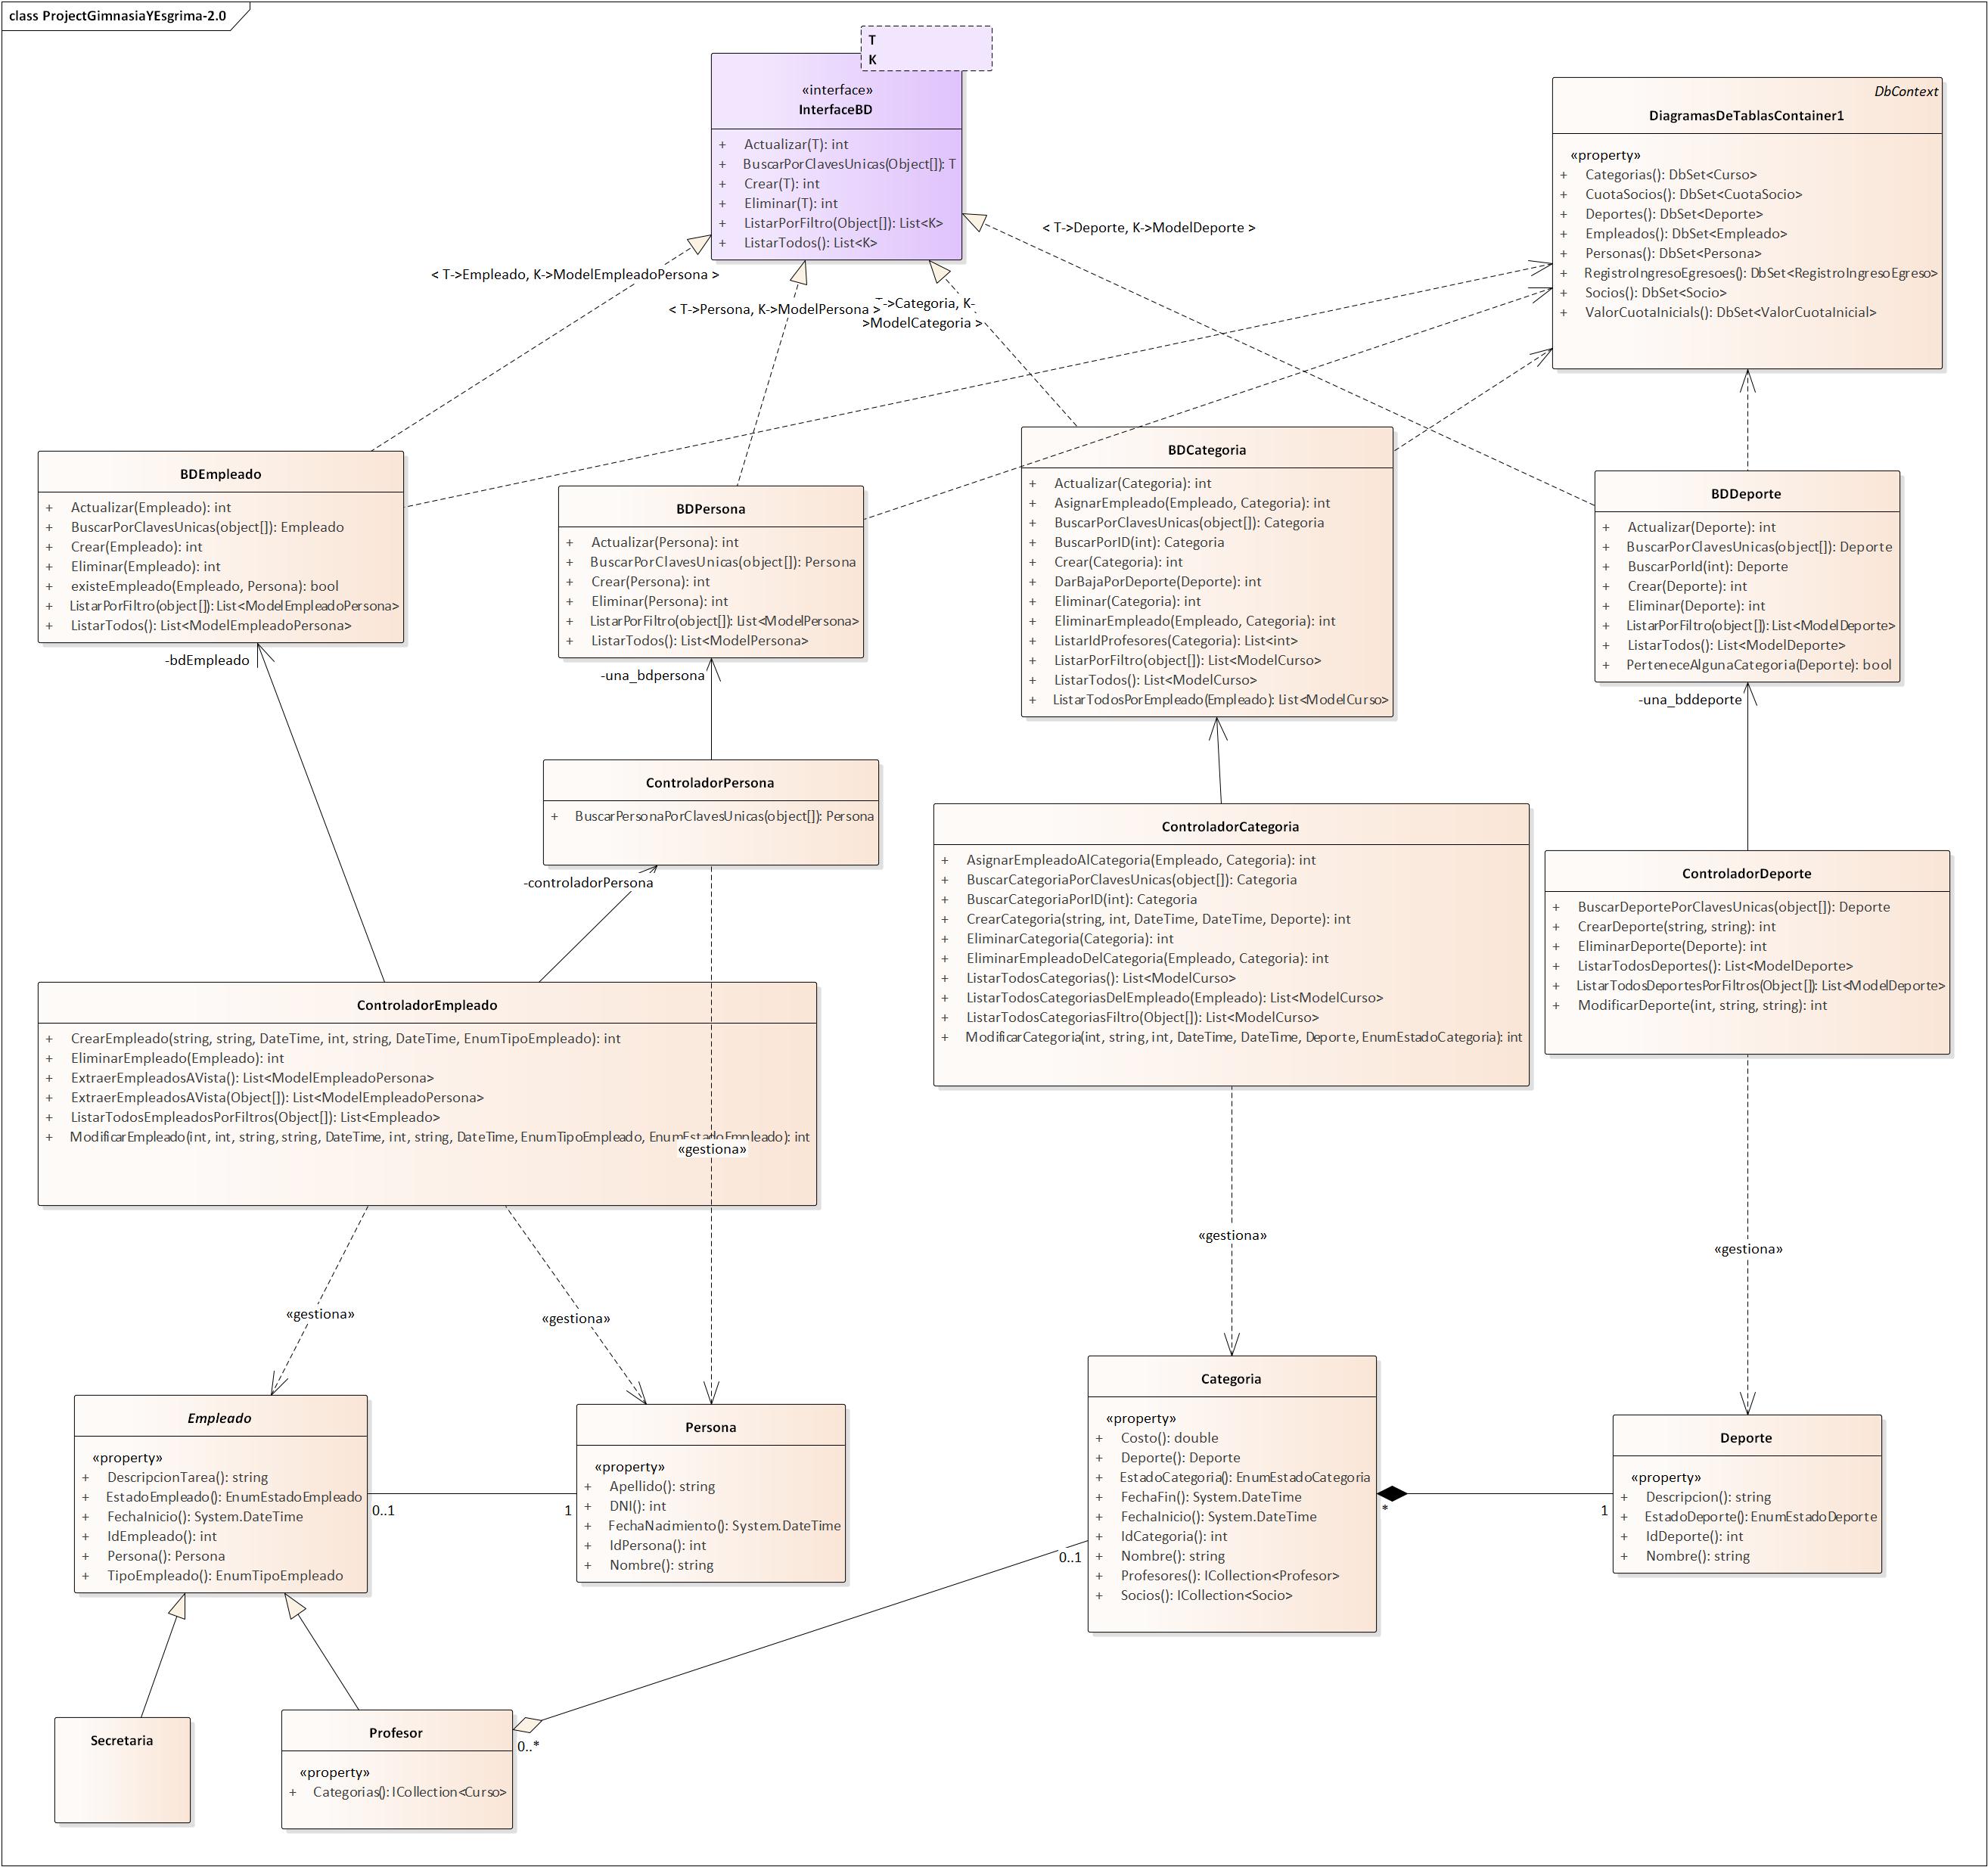 class ProjectGimnasiaYEsgrima-2.0
T
K
«interface»
InterfaceBD
+ Actualizar(T): int
+ BuscarPorClavesUnicas(Object[]): T
+ Crear(T): int
+ Eliminar(T): int
+ ListarPorFiltro(Object[]): List<K>
+ ListarTodos(): List<K>
DbContext
DiagramasDeTablasContainer1
«property»
+ Categorias(): DbSet<Curso>
+ CuotaSocios(): DbSet<CuotaSocio>
+ Deportes(): DbSet<Deporte>
+ Empleados(): DbSet<Empleado>
+ Personas(): DbSet<Persona>
+ RegistroIngresoEgresoes(): DbSet<RegistroIngresoEgreso>
+ Socios(): DbSet<Socio>
+ ValorCuotaInicials(): DbSet<ValorCuotaInicial>
< T->Deporte, K->ModelDeporte >
< T->Empleado, K->ModelEmpleadoPersona >
< T->Persona, K->ModelPersona >
T->Categoria, K-
>ModelCategoria >
BDEmpleado
+ Actualizar(Empleado): int
+ BuscarPorClavesUnicas(object[]): Empleado
+ Crear(Empleado): int
+ Eliminar(Empleado): int
+ existeEmpleado(Empleado, Persona): bool
+ ListarPorFiltro(object[]): List<ModelEmpleadoPersona>
+ ListarTodos(): List<ModelEmpleadoPersona>
BDPersona
+ Actualizar(Persona): int
+ BuscarPorClavesUnicas(object[]): Persona
+ Crear(Persona): int
+ Eliminar(Persona): int
+ ListarPorFiltro(object[]): List<ModelPersona>
+ ListarTodos(): List<ModelPersona>
BDCategoria
+ Actualizar(Categoria): int
+ AsignarEmpleado(Empleado, Categoria): int
+ BuscarPorClavesUnicas(object[]): Categoria
+ BuscarPorID(int): Categoria
+ Crear(Categoria): int
+ DarBajaPorDeporte(Deporte): int
+ Eliminar(Categoria): int
+ EliminarEmpleado(Empleado, Categoria): int
+ ListarIdProfesores(Categoria): List<int>
+ ListarPorFiltro(object[]): List<ModelCurso>
+ ListarTodos(): List<ModelCurso>
+ ListarTodosPorEmpleado(Empleado): List<ModelCurso>
BDDeporte
+ Actualizar(Deporte): int
+ BuscarPorClavesUnicas(object[]): Deporte
+ BuscarPorId(int): Deporte
+ Crear(Deporte): int
+ Eliminar(Deporte): int
+ ListarPorFiltro(object[]): List<ModelDeporte>
+ ListarTodos(): List<ModelDeporte>
+ PerteneceAlgunaCategoria(Deporte): bool
-bdEmpleado
-una_bdpersona
-una_bddeporte
ControladorPersona
+ BuscarPersonaPorClavesUnicas(object[]): Persona
-controladorPersona
ControladorCategoria
+ AsignarEmpleadoAlCategoria(Empleado, Categoria): int
+ BuscarCategoriaPorClavesUnicas(object[]): Categoria
+ BuscarCategoriaPorID(int): Categoria
+ CrearCategoria(string, int, DateTime, DateTime, Deporte): int
+ EliminarCategoria(Categoria): int
+ EliminarEmpleadoDelCategoria(Empleado, Categoria): int
+ ListarTodosCategorias(): List<ModelCurso>
+ ListarTodosCategoriasDelEmpleado(Empleado): List<ModelCurso>
+ ListarTodosCategoriasFiltro(Object[]): List<ModelCurso>
+ ModificarCategoria(int, string, int, DateTime, DateTime, Deporte, EnumEstadoCategoria): int
ControladorDeporte
+ BuscarDeportePorClavesUnicas(object[]): Deporte
+ CrearDeporte(string, string): int
+ EliminarDeporte(Deporte): int
+ ListarTodosDeportes(): List<ModelDeporte>
+ ListarTodosDeportesPorFiltros(Object[]): List<ModelDeporte>
+ ModificarDeporte(int, string, string): int
ControladorEmpleado
+ CrearEmpleado(string, string, DateTime, int, string, DateTime, EnumTipoEmpleado): int
+ EliminarEmpleado(Empleado): int
+ ExtraerEmpleadosAVista(): List<ModelEmpleadoPersona>
+ ExtraerEmpleadosAVista(Object[]): List<ModelEmpleadoPersona>
+ ListarTodosEmpleadosPorFiltros(Object[]): List<Empleado>
+ ModificarEmpleado(int, int, string, string, DateTime, int, string, DateTime, EnumTipoEmpleado, EnumEstadoEmpleado): int
«gestiona»
«gestiona»
«gestiona»
«gestiona»
«gestiona»
Empleado
«property»
+ DescripcionTarea(): string
+ EstadoEmpleado(): EnumEstadoEmpleado
+ FechaInicio(): System.DateTime
+ IdEmpleado(): int
+ Persona(): Persona
+ TipoEmpleado(): EnumTipoEmpleado
0..1
1
Persona
«property»
+ Apellido(): string
+ DNI(): int
+ FechaNacimiento(): System.DateTime
+ IdPersona(): int
+ Nombre(): string
Categoria
«property»
+ Costo(): double
+ Deporte(): Deporte
+ EstadoCategoria(): EnumEstadoCategoria
+ FechaFin(): System.DateTime
+ FechaInicio(): System.DateTime
+ IdCategoria(): int
+ Nombre(): string
+ Profesores(): ICollection<Profesor>
+ Socios(): ICollection<Socio>
*
1
0..1
Deporte
«property»
+ Descripcion(): string
+ EstadoDeporte(): EnumEstadoDeporte
+ IdDeporte(): int
+ Nombre(): string
Secretaria
Profesor
«property»
+ Categorias(): ICollection<Curso>
0..*